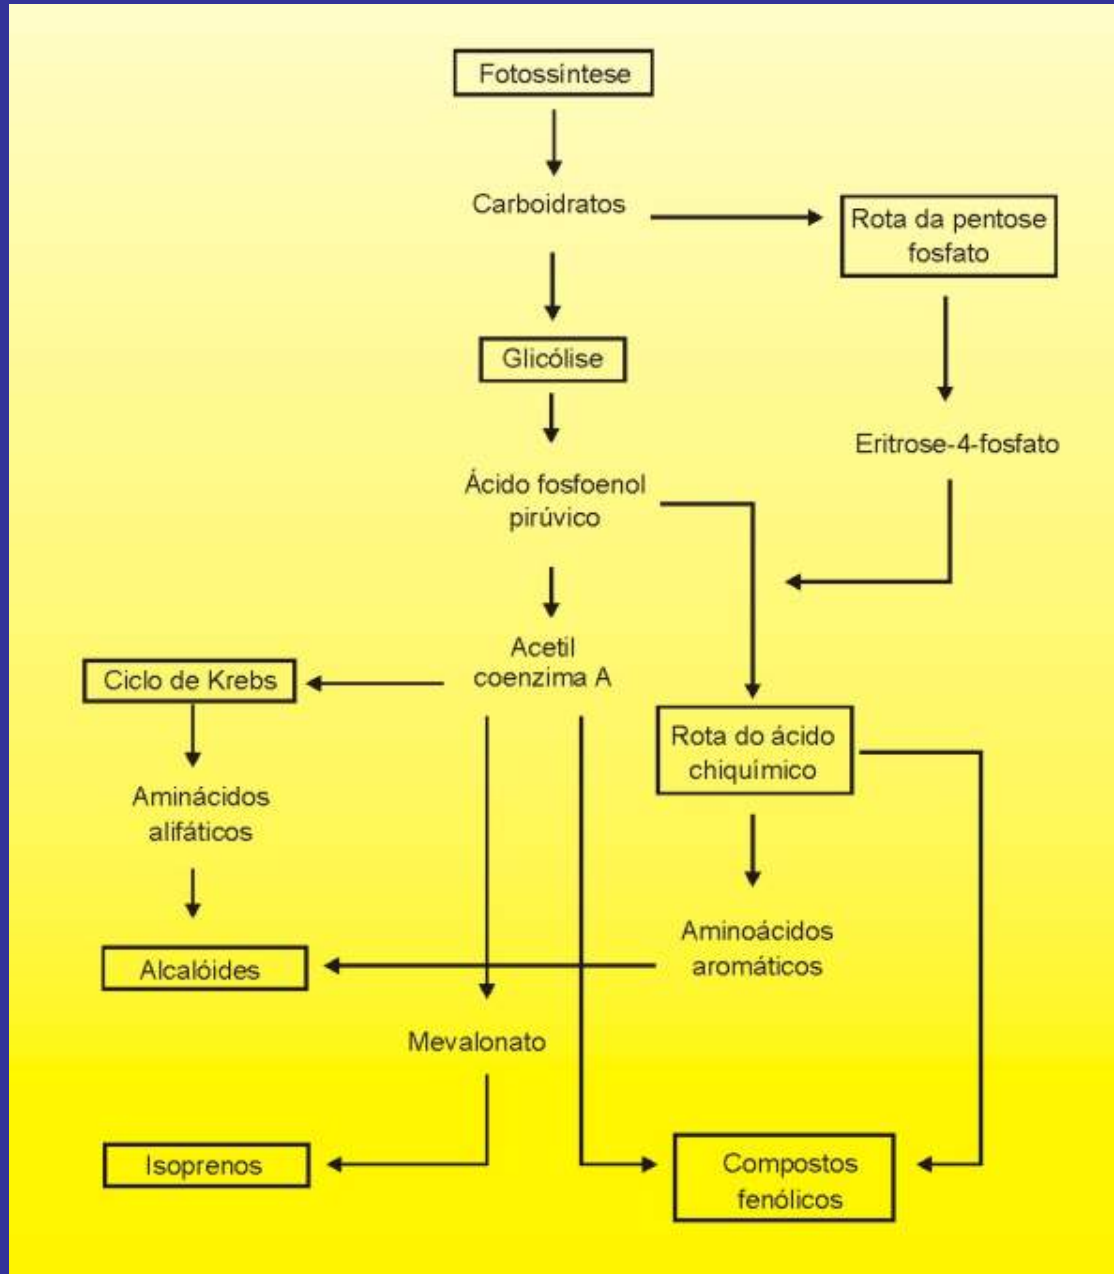 Fotossíntese
Carboidratos
Rota da pentose
fosfato
Glicólise
Eritrose-4-fosfato
Ácido fosfoenol
pirúvico
Acetil
coenzima A
Ciclo de Krebs
Rota do ácido
chiquímico
Aminácidos
alifáticos
Aminoácidos
aromáticos
Alcalóides
Mevalonato
Isoprenos
Compostos
fenólicos